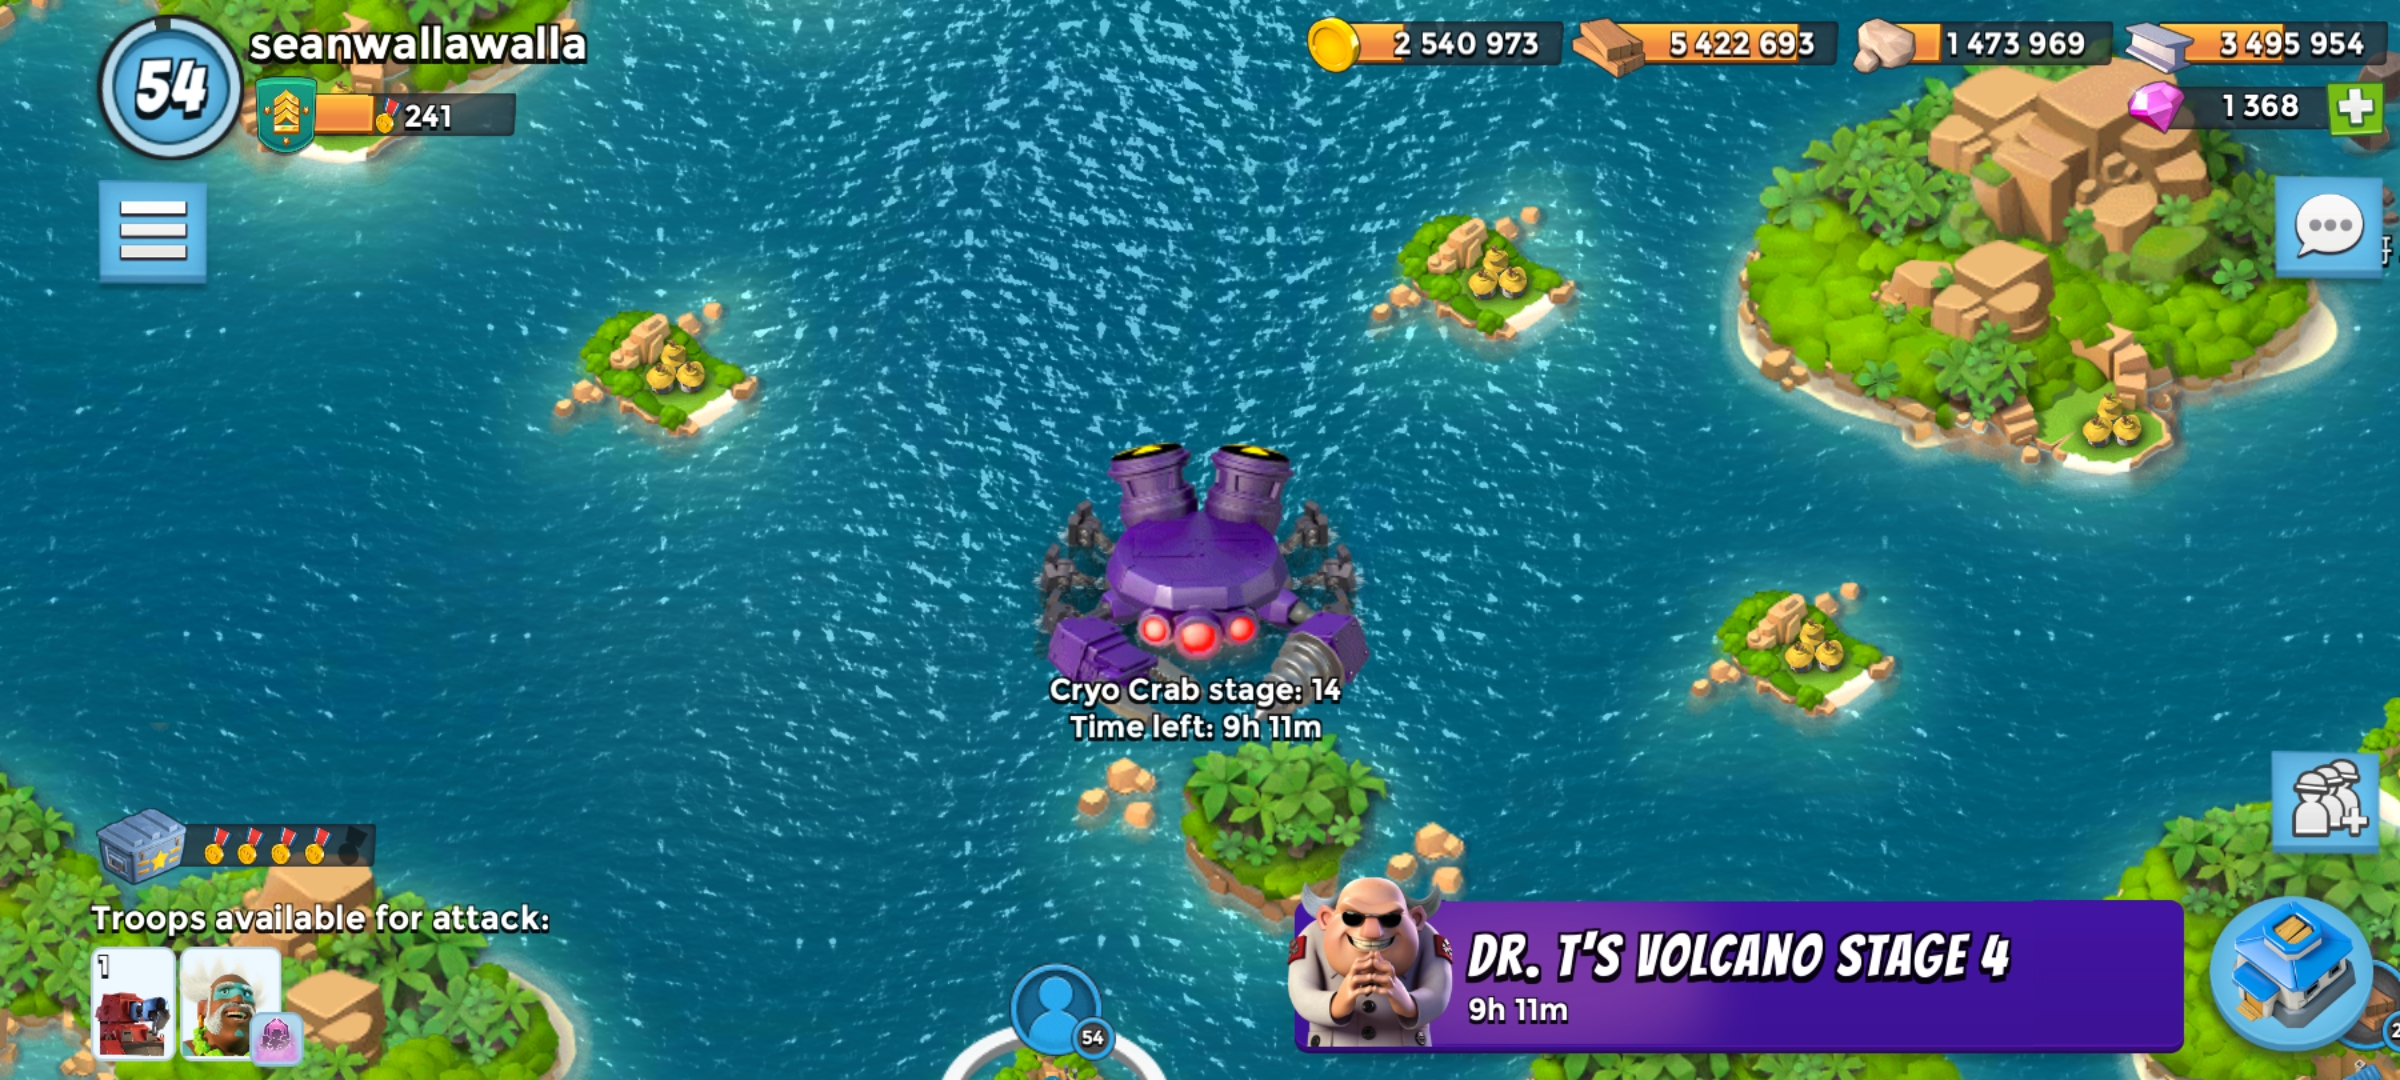 54
seanwallawalla
241
2 540 973
5 422 693
1 473 969
3 495 954
1 368
Cryo Crab stage: 14
Time left: 9h 11m
Troops available for attack:
1
54
DR. T'S VOLCANO STAGE 4
9h 11m